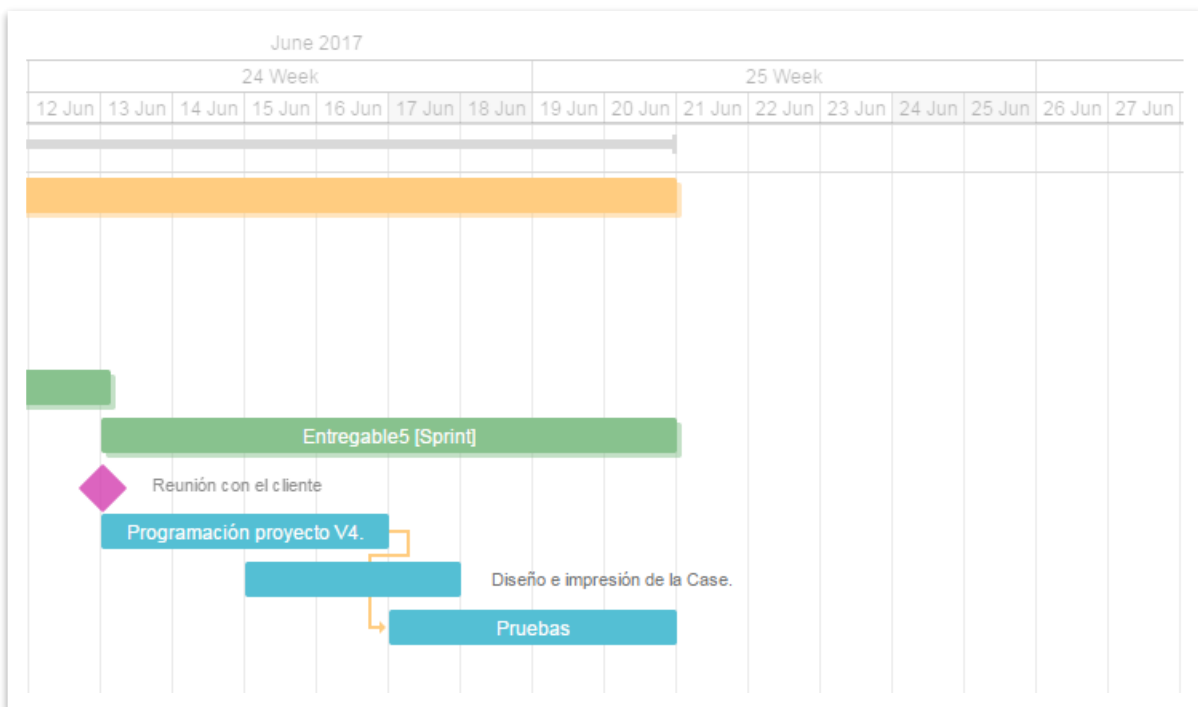 June 2017
24 Week 25 Week
12 Jun 13 Jun 14 Jun 15 Jun 16 Jun 17 Jun 18 Jun 19 Jun 20 Jun 21 Jun 22 Jun 23 Jun 24 Jun 25 Jun 26 Jun 27 Jun
Entregable5 [Sprint]
Reunión con el cliente
Programación proyecto V4.
Diseño e impresión de la Case.
Pruebas